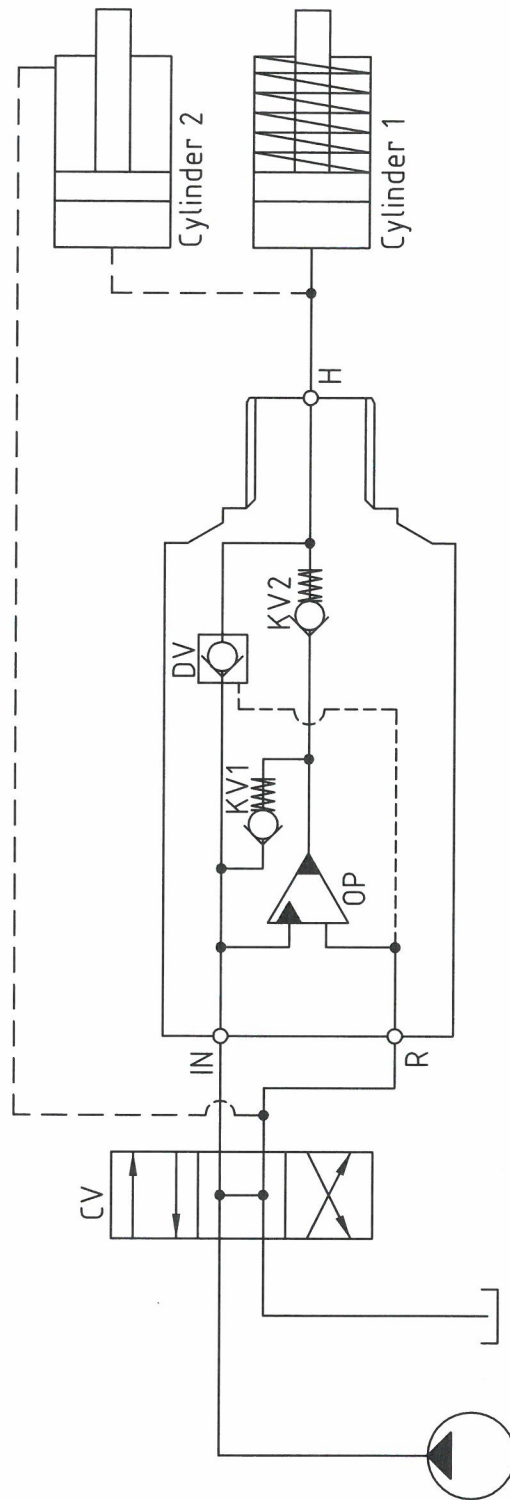 CV
IN
R
OP
KV1
DV
KV2
H
Cylinder 2
Cylinder 1